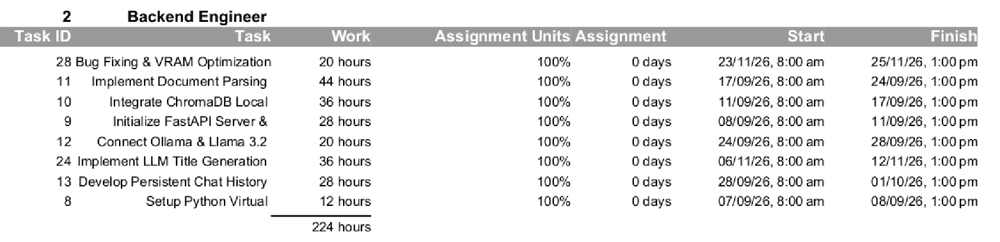 2 Backend Engineer
Task ID Task Work Assignment Units Assignment Start Finish
28 Bug Fixing & VRAM Optimization 20 hours 100% 0 days 23/11/26, 8:00 am 25/11/26, 1:00 pm
11 Implement Document Parsing 44 hours 100% 0 days 17/09/26, 8:00 am 24/09/26, 1:00 pm
10 Integrate ChromaDB Local 36 hours 100% 0 days 11/09/26, 8:00 am 17/09/26, 1:00 pm
9 Initialize FastAPI Server & 28 hours 100% 0 days 08/09/26, 8:00 am 11/09/26, 1:00 pm
12 Connect Ollama & Llama 3.2 20 hours 100% 0 days 24/09/26, 8:00 am 28/09/26, 1:00 pm
24 Implement LLM Title Generation 36 hours 100% 0 days 06/11/26, 8:00 am 12/11/26, 1:00 pm
13 Develop Persistent Chat History 28 hours 100% 0 days 28/09/26, 8:00 am 01/10/26, 1:00 pm
8 Setup Python Virtual 12 hours 100% 0 days 07/09/26, 8:00 am 08/09/26, 1:00 pm
224 hours